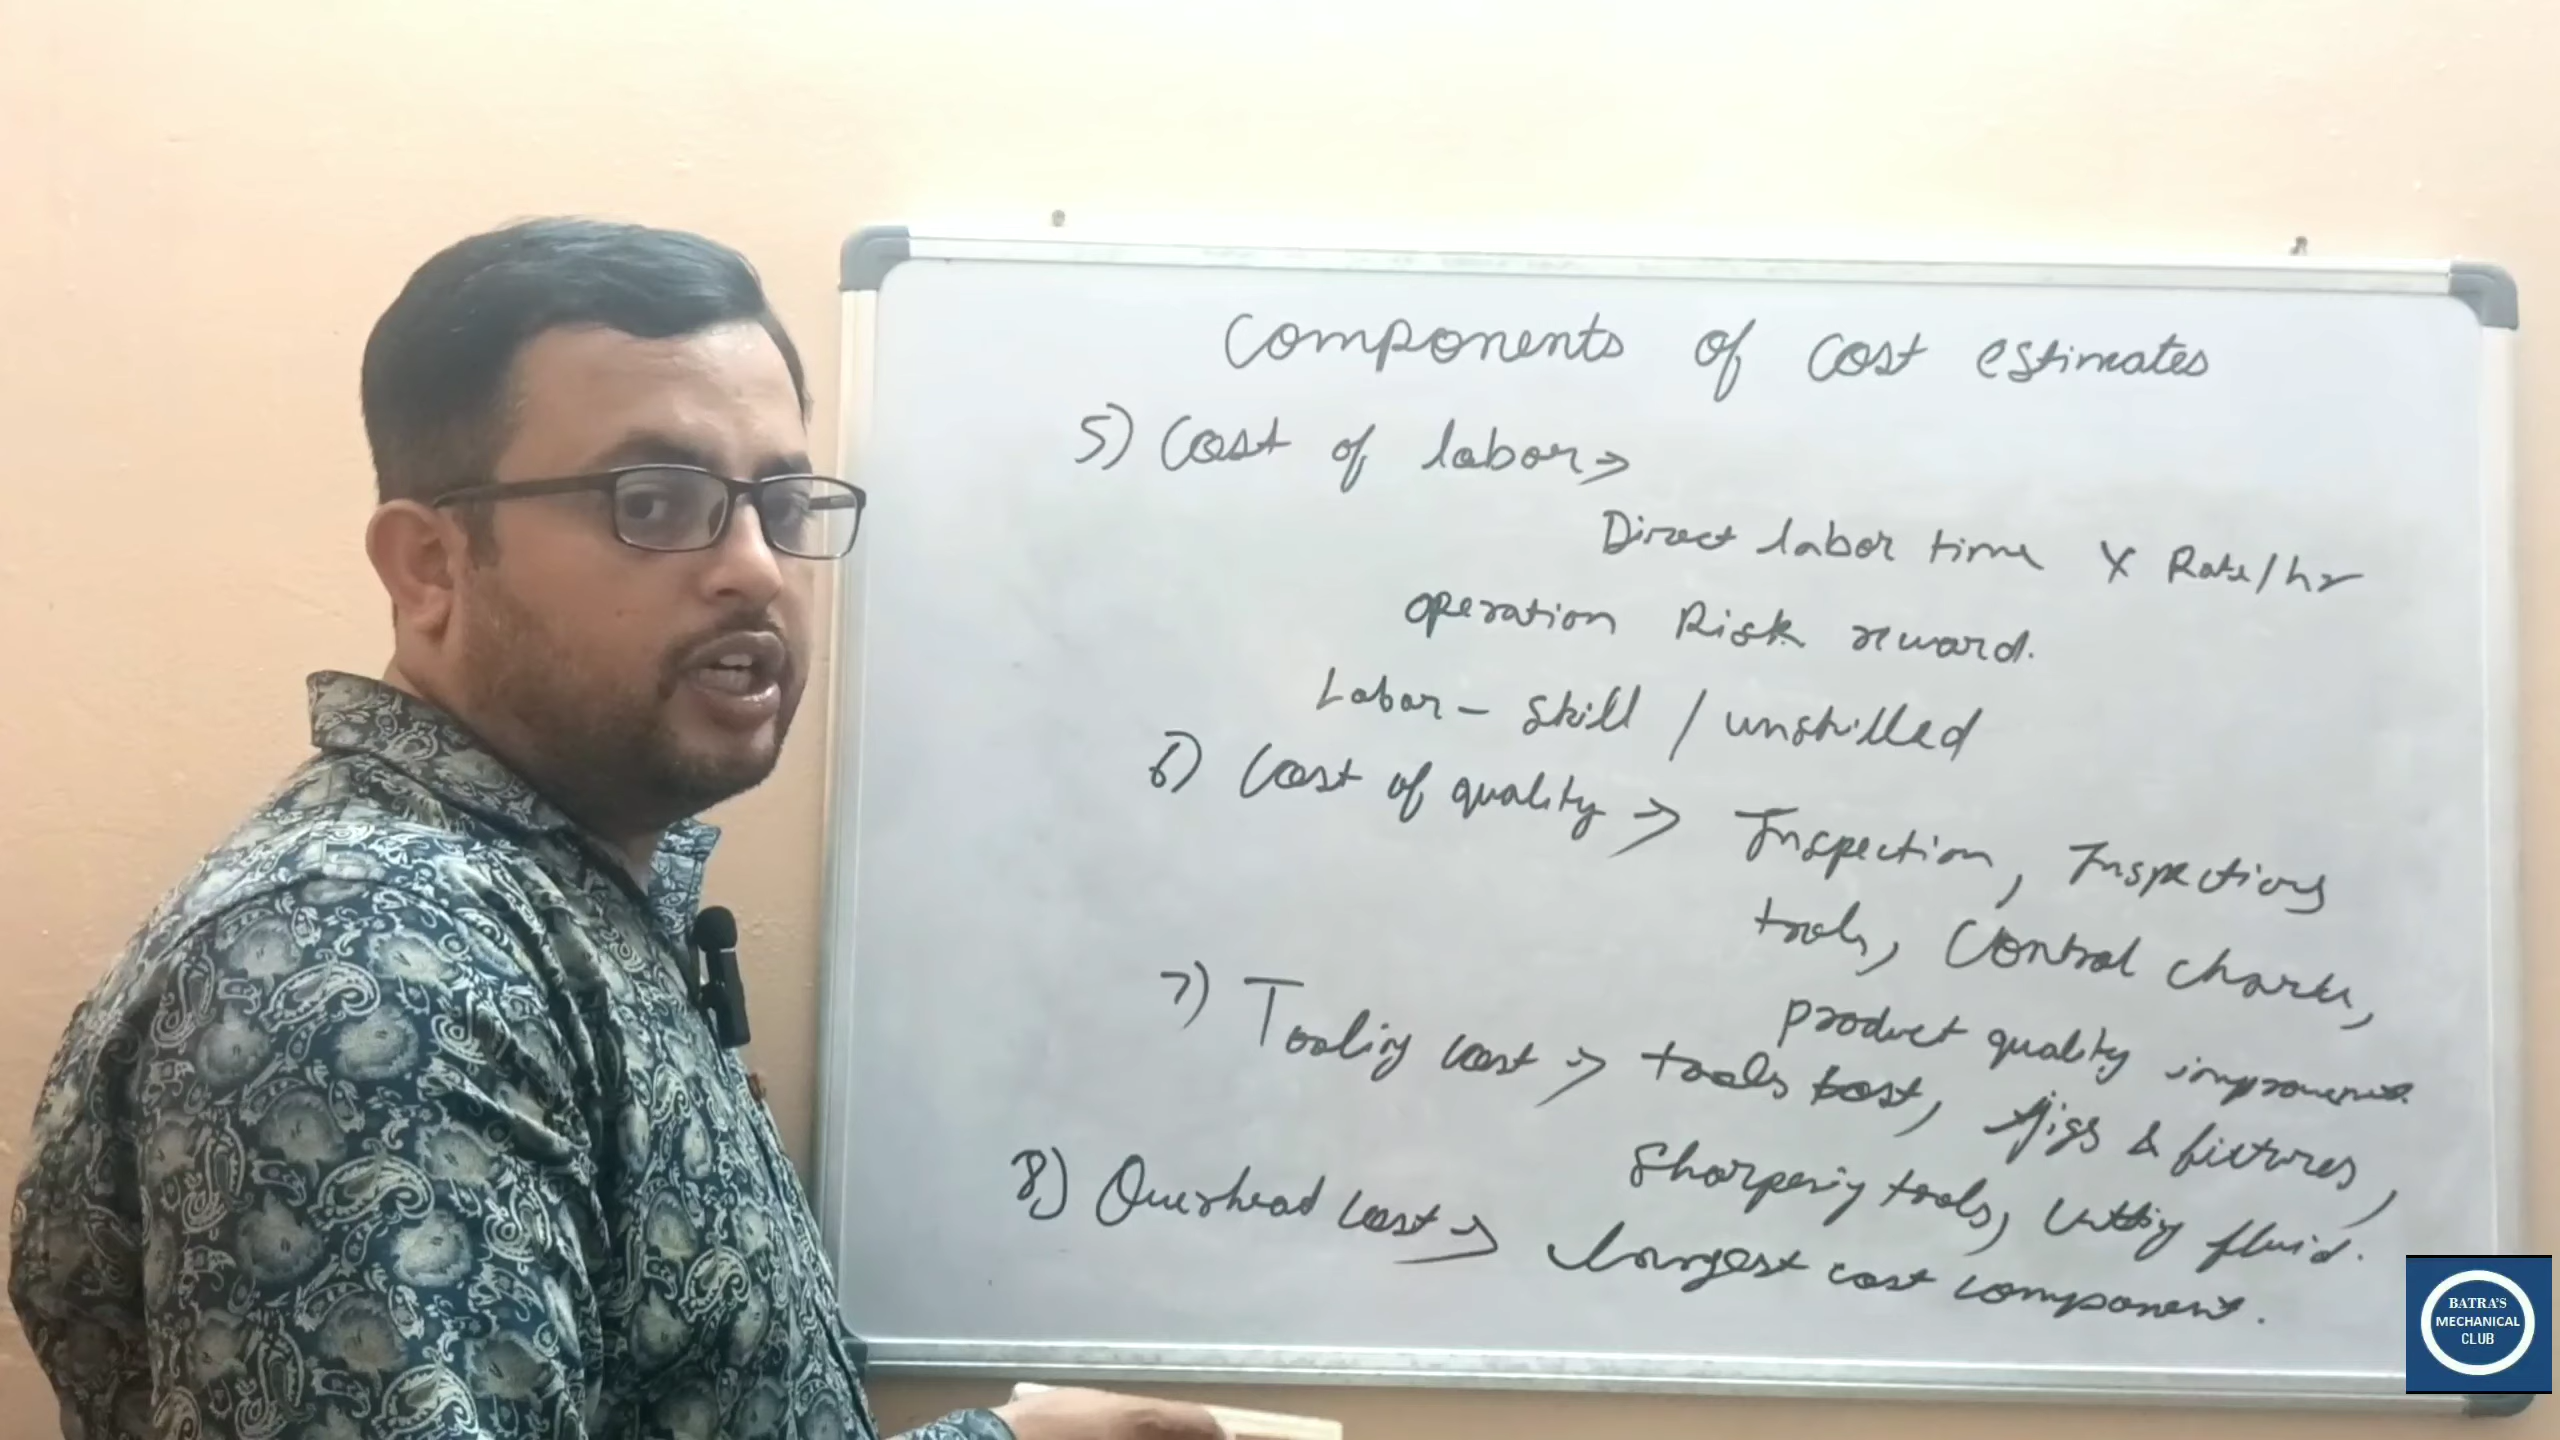 Components of cost estimates
5) Cost of labor →
Direct labor time X Rate/hr
operation Risk reward.
Labor - skill / unskilled
6) Cost of quality → Inspection, Inspections
tools, Control charts,
product quality
7) Tooling cost → tools cost, jigs & fixtures,
Sharpening tools, cutting fluid.
8) Overhead cost → largest cost component.
BATRA'S
MECHANICAL
CLUB